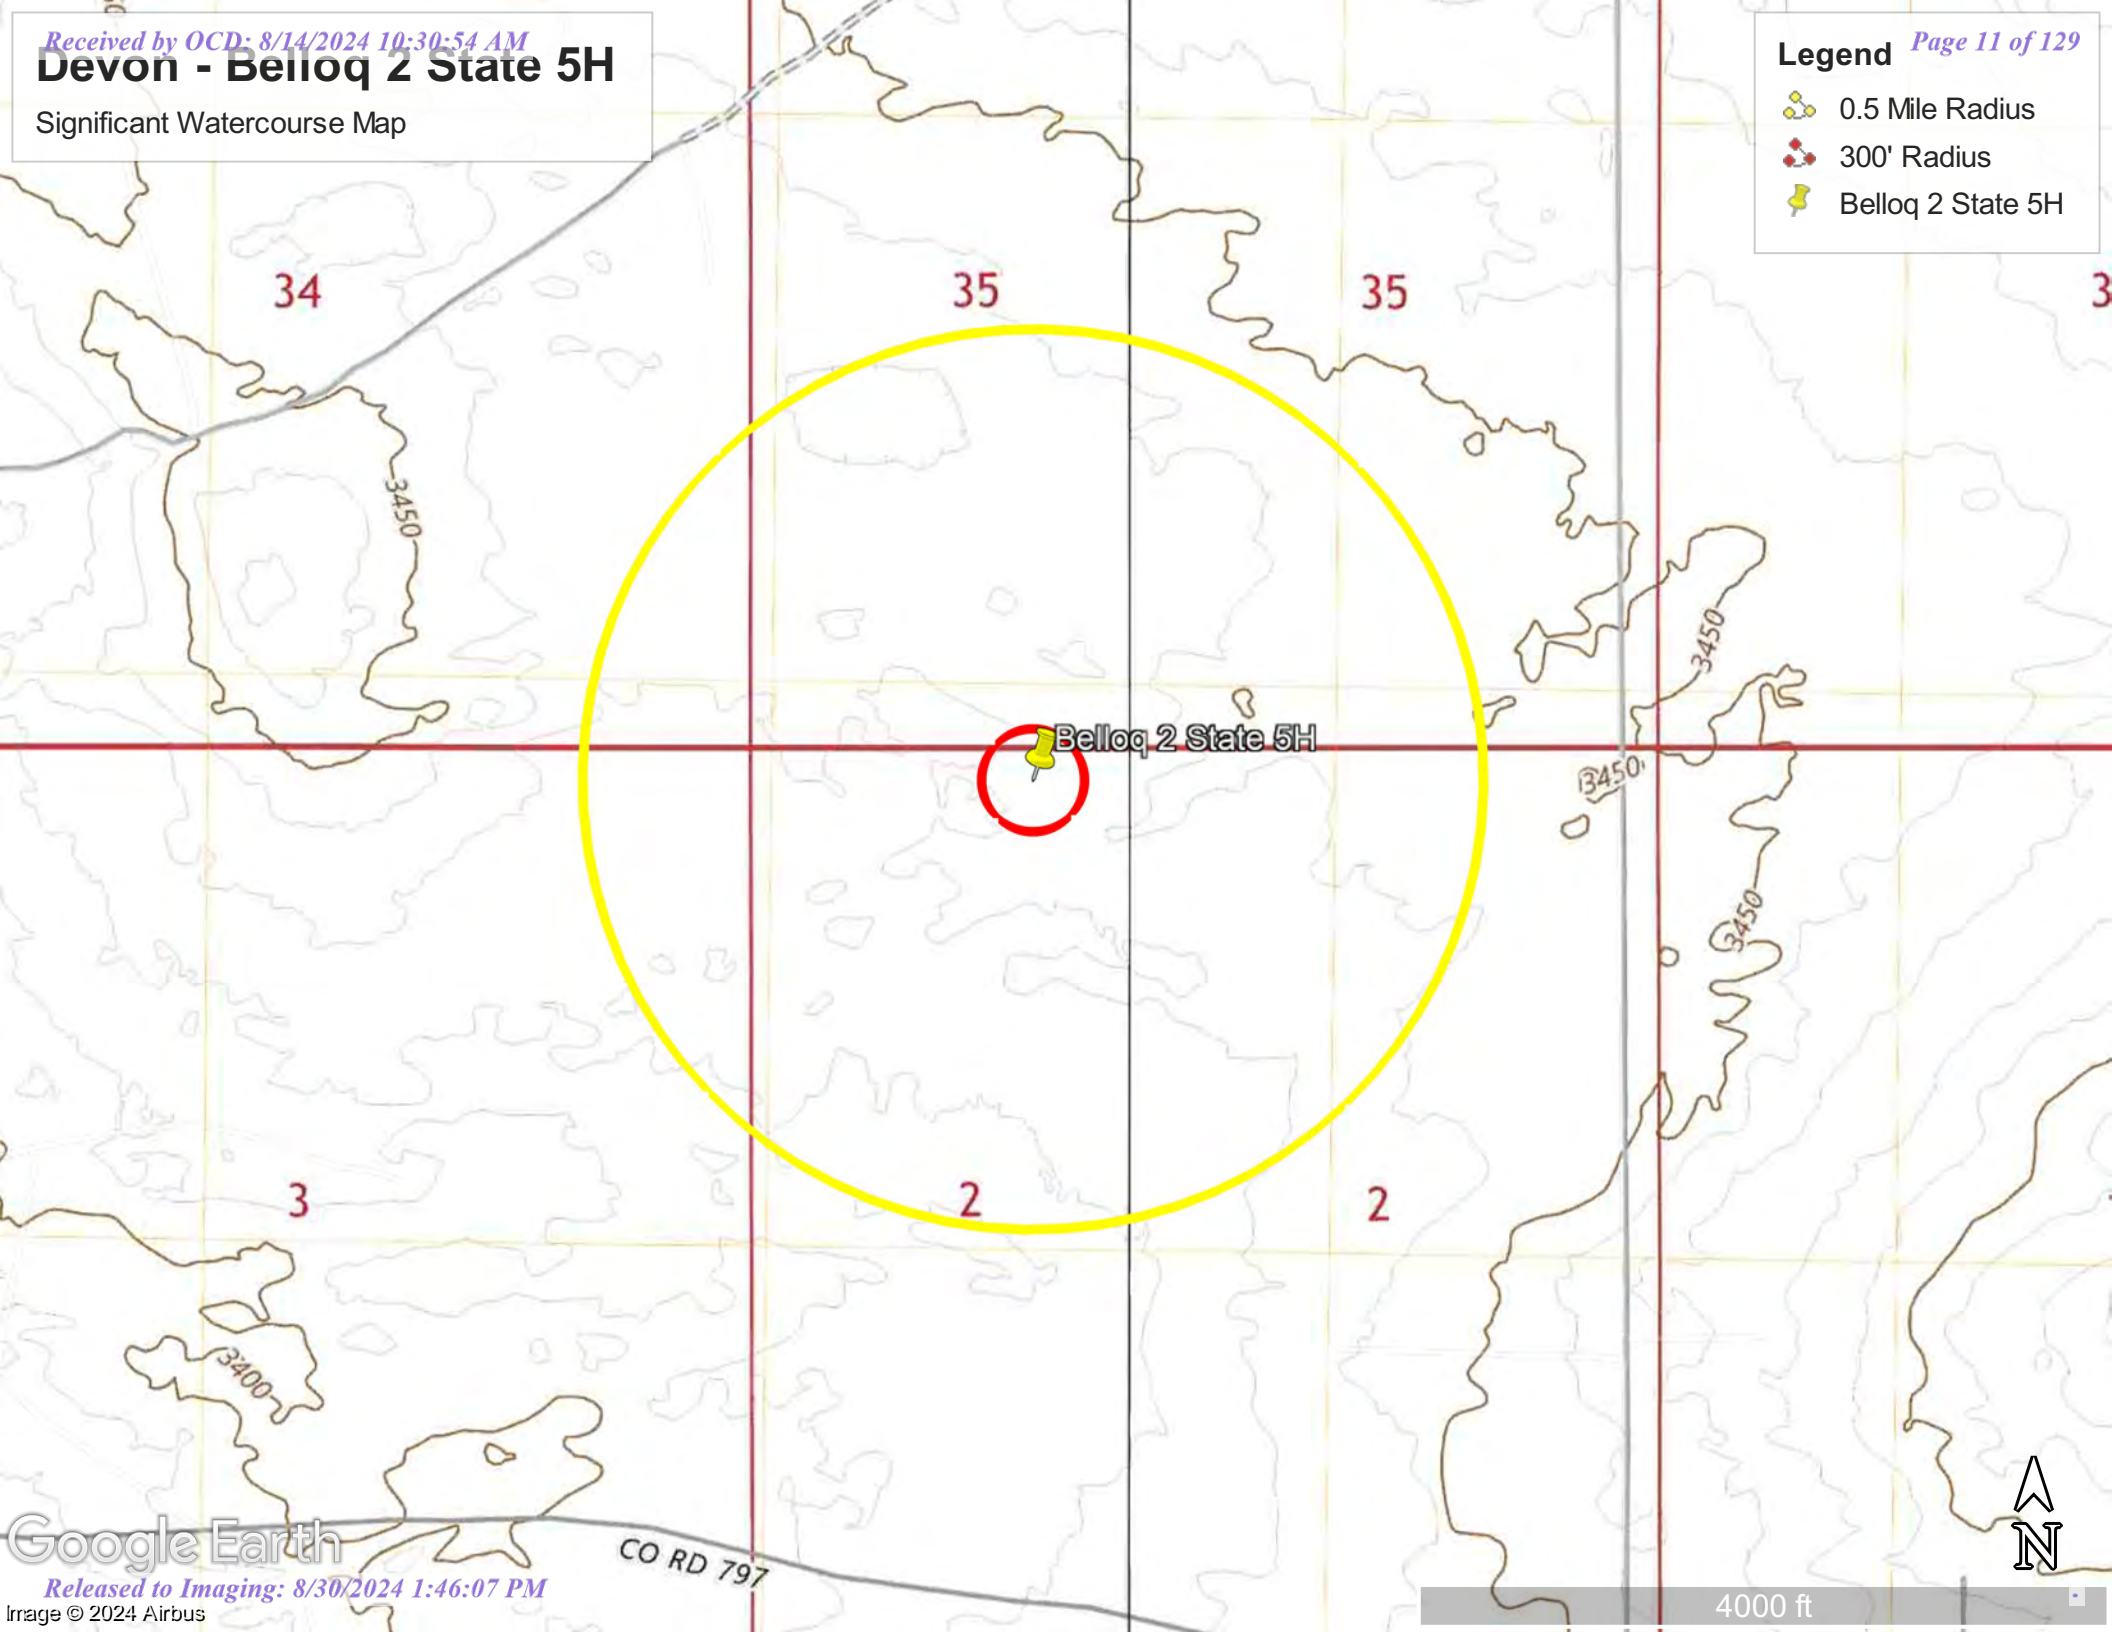 Received by OCD: 8/14/2024 10:30:54 AM
Page 11 of 129
Devon - Belloq 2 State 5H
Significant Watercourse Map
Legend
0.5 Mile Radius
300' Radius
Belloq 2 State 5H
34
35
35
3
3450
3450
Belloq 2 State 5H
3450
3450
3
2
2
3400
CO RD 797
Google Earth
Released to Imaging: 8/30/2024 1:46:07 PM
Image © 2024 Airbus
N
4000 ft